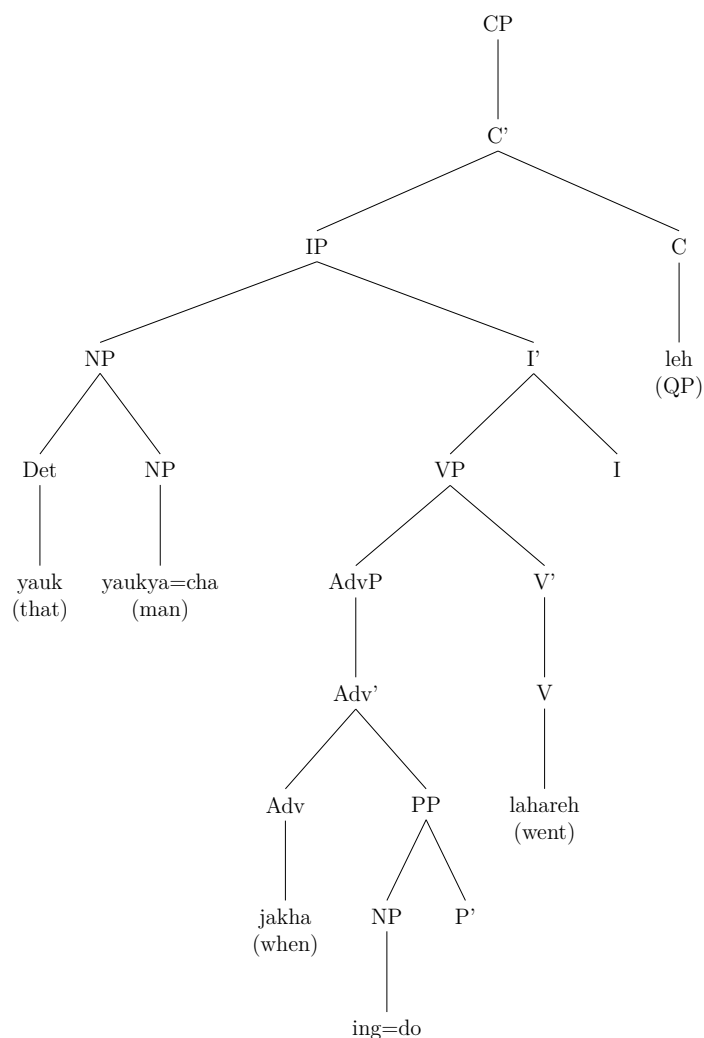 CP
C'
IP C
NP I' leh
(QP)
Det NP VP I
yauk yaukya=cha AdvP V'
(that) (man)
Adv' V
Adv PP lahareh
(went)
jakha NP P'
(when)
ing=do